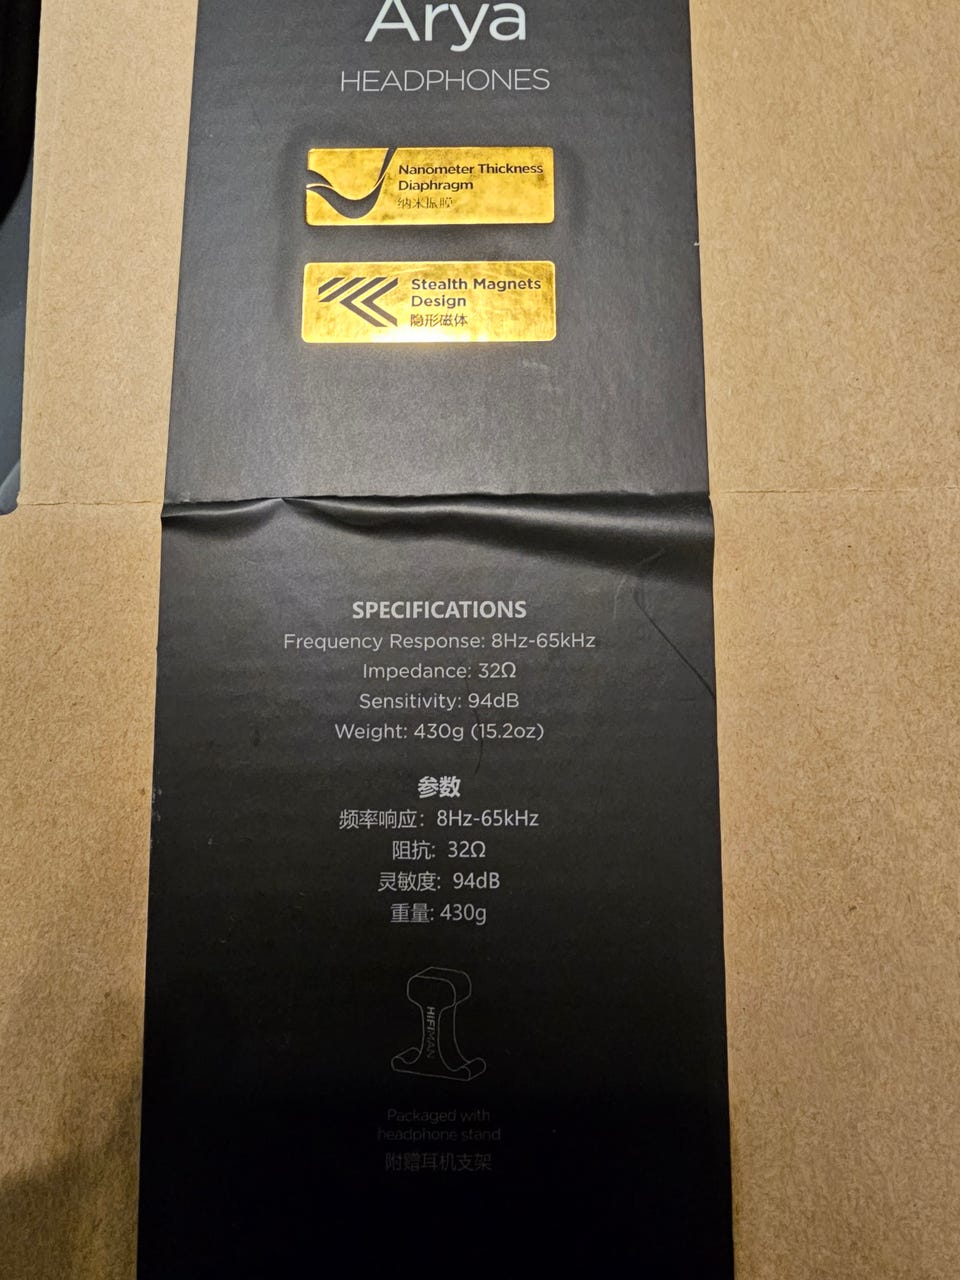 Arya
HEADPHONES
Nanometer Thickness
Diaphragm
纳米振膜
Stealth Magnets
Design
隐形磁体
SPECIFICATIONS
Frequency Response: 8Hz-65kHz
Impedance: 32Ω
Sensitivity: 94dB
Weight: 430g (15.2oz)
参数
频率响应: 8Hz-65kHz
阻抗: 32Ω
灵敏度: 94dB
重量: 430g
HIFIMAN
Packaged with
headphone stand
附赠耳机支架